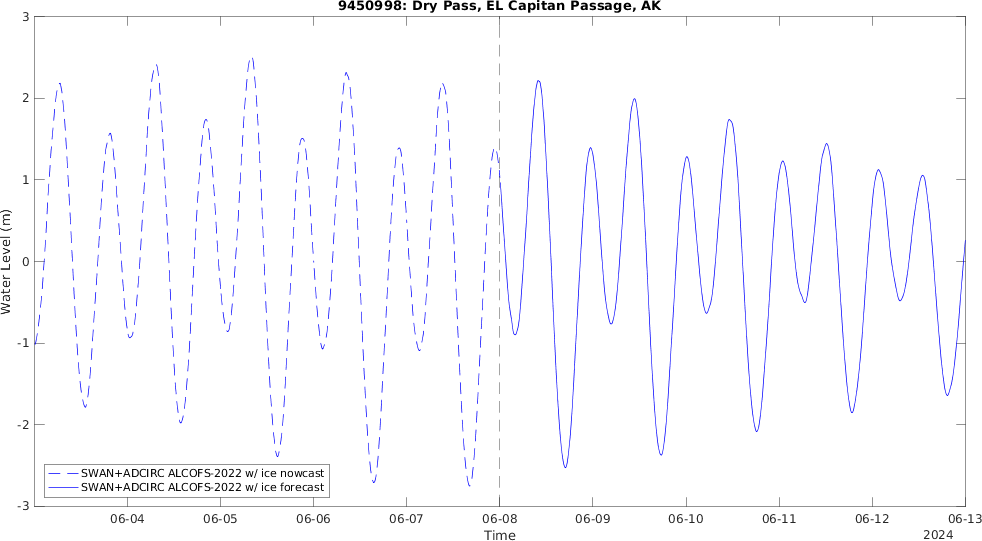 9450998: Dry Pass, EL Capitan Passage, AK
3
2
1
0
-1
-2
-3
Water Level (m)
SWAN+ADCIRC ALCOFS-2022 w/ ice nowcast
SWAN+ADCIRC ALCOFS-2022 w/ ice forecast
06-04 06-05 06-06 06-07 06-08 06-09 06-10 06-11 06-12 06-13
Time
2024